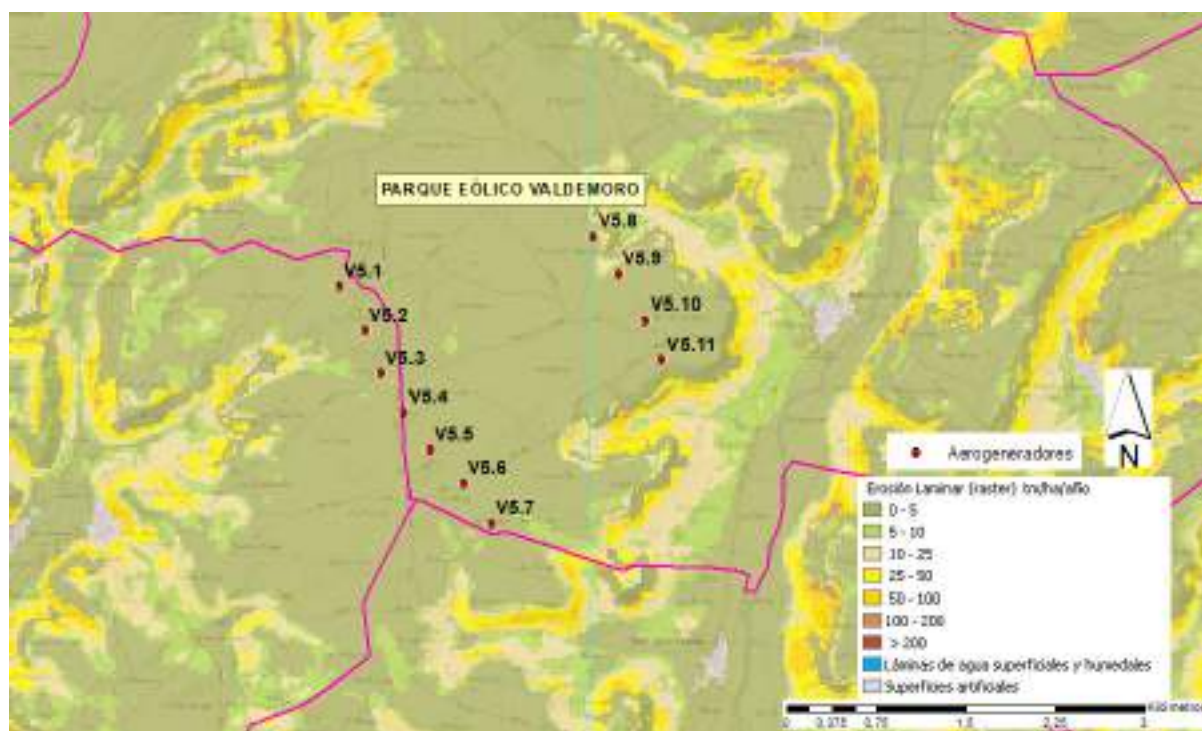 PARQUE EÓLICO VALDEMORO
V5.8
V5.9
V5.1
V5.10
V5.2
V5.11
V5.3
V5.4
V5.5
V5.6
V5.7
N
Aerogeneradores
Erosión Laminar (raster) tn/ha/año
0 - 5
5 - 10
10 - 25
25 - 50
50 - 100
100 - 200
>200
Láminas de agua superficiales y humedales
Superficies artificiales
0 0,375 0,75 1,5 2,25 3